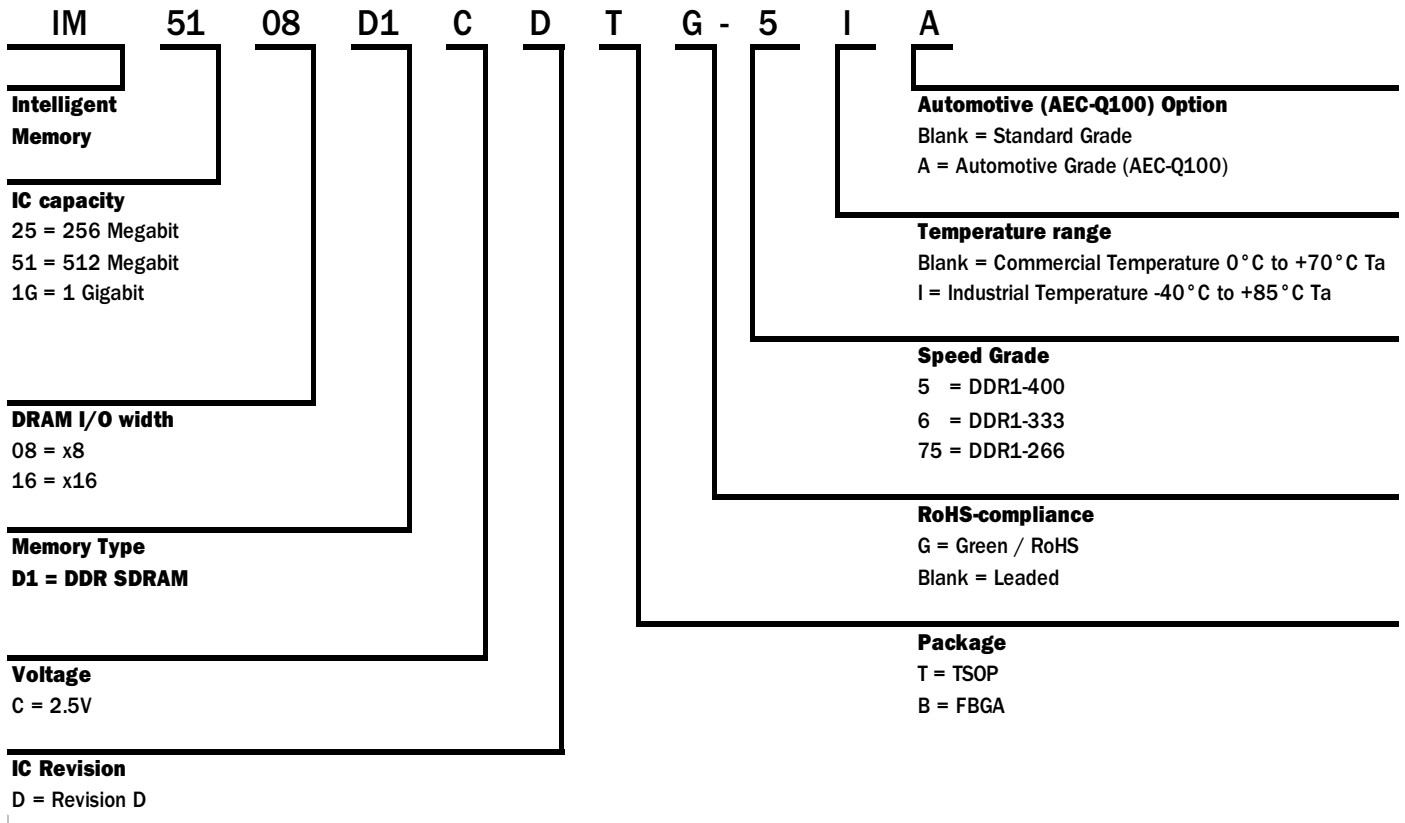 IM 51 08 D1 C D T G - 5 I A
Intelligent
Memory
IC capacity
25 = 256 Megabit
51 = 512 Megabit
1G = 1 Gigabit
DRAM I/O width
08 = x8
16 = x16
Memory Type
D1 = DDR SDRAM
Voltage
C = 2.5V
IC Revision
D = Revision D
Automotive (AEC-Q100) Option
Blank = Standard Grade
A = Automotive Grade (AEC-Q100)
Temperature range
Blank = Commercial Temperature 0°C to +70°C Ta
I = Industrial Temperature -40°C to +85°C Ta
Speed Grade
5 = DDR1-400
6 = DDR1-333
75 = DDR1-266
RoHS-compliance
G = Green / RoHS
Blank = Leaded
Package
T = TSOP
B = FBGA